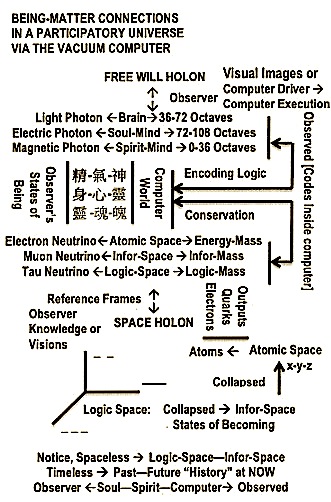 BEING-MATTER CONNECTIONS
IN A PARTICIPATORY UNIVERSE
VIA THE VACUUM COMPUTER
FREE WILL HOLON
Visual Images or
Computer Driver →
Computer Execution
↕ Observer
Light Photon ←Brain→36-72 Octaves
Electric Photon ←Soul-Mind →72-108 Octaves
Magnetic Photon ←Spirit-Mind →0-36 Octaves
Observed [Codes Inside computer]
Observer's
States of
Being
精-氣-神
身-心-靈
靈-魂-魄
Computer
World
Encoding Logic
Conservation
Electron Neutrino←Atomic Space→Energy-Mass
Muon Neutrino←Infor-Space →Infor-Mass
Tau Neutrino←Logic-Space→Logic-Mass
Reference Frames ↕
Observer
Knowledge or
Visions
SPACE HOLON
Outputs
Quarks
Electrons
Atoms ← Atomic Space
x-y-z
Collapsed
Logic Space: Collapsed → Infor-Space
States of Becoming
Notice, Spaceless → Logic-Space—Infor-Space
Timeless → Past—Future "History" at NOW
Observer ←Soul—Spirit—Computer→ Observed